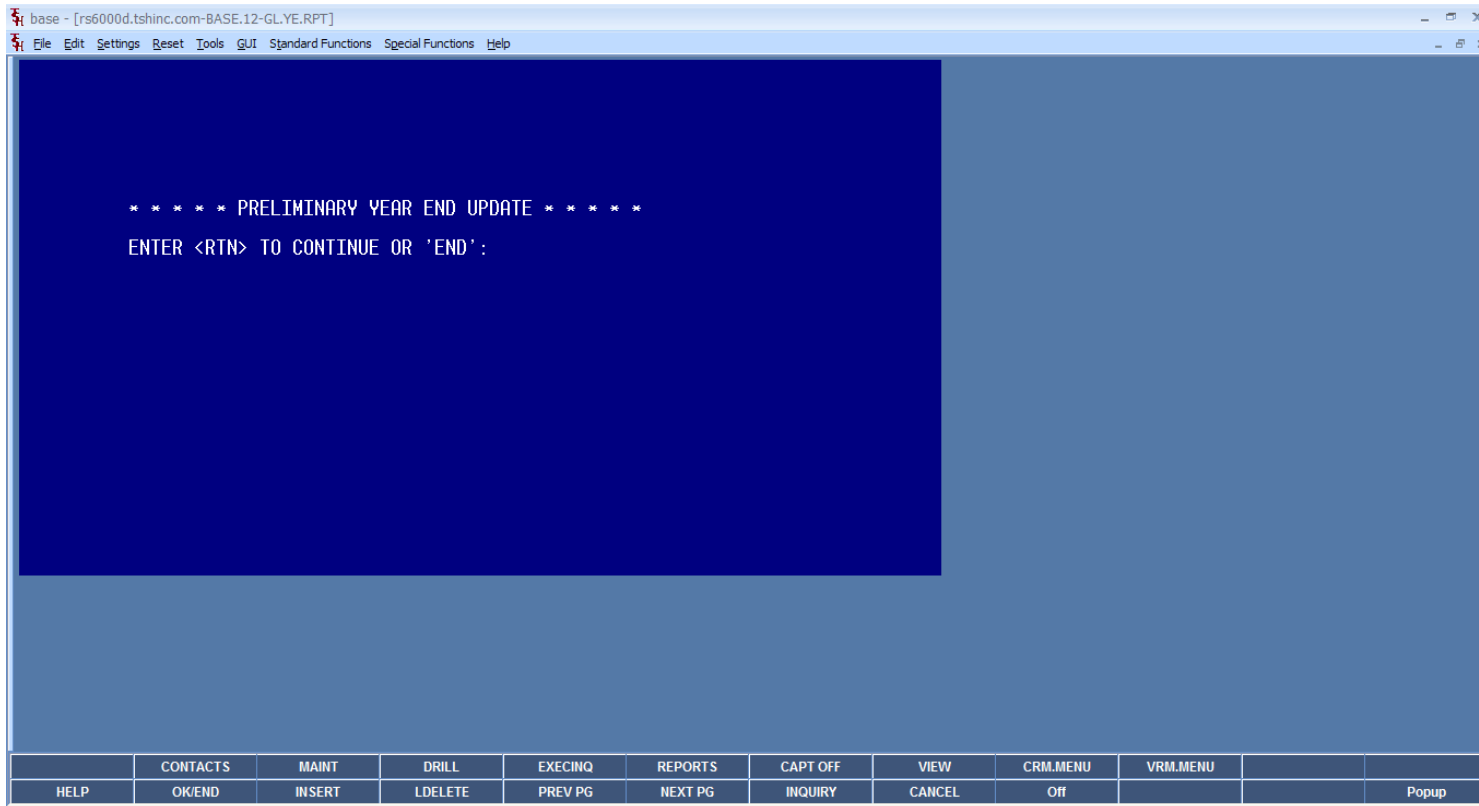 base - [rs6000d.tshinc.com-BASE.12-GL.YE.RPT]
File Edit Settings Reset Tools GUI Standard Functions Special Functions Help
* * * * * PRELIMINARY YEAR END UPDATE * * * * *
ENTER <RTN> TO CONTINUE OR 'END':
CONTACTS MAINT DRILL EXECINQ REPORTS CAPT OFF VIEW CRM.MENU VRM.MENU
HELP OK/END INSERT LDELETE PREV PG NEXT PG INQUIRY CANCEL Off Popup